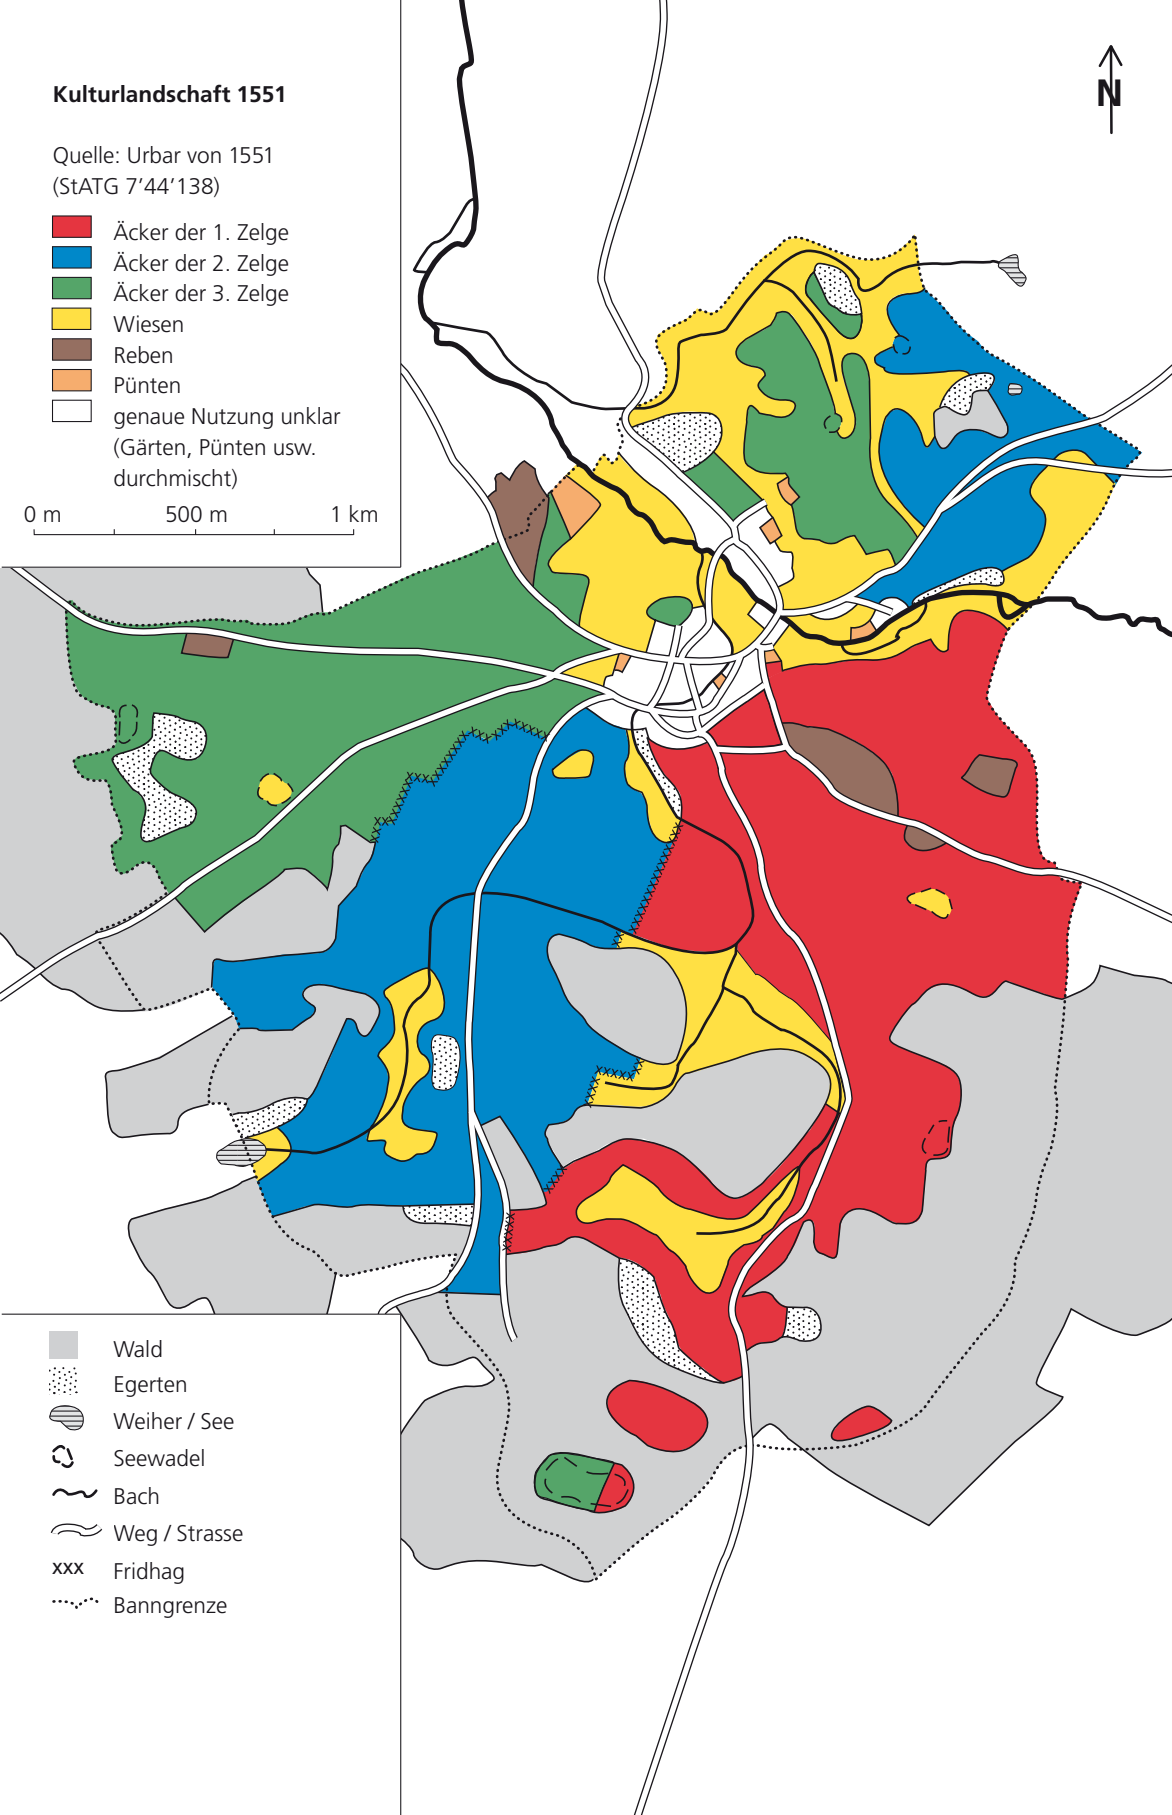 Kulturlandschaft 1551
Quelle: Urbar von 1551
(StATG 7’44’138)
Äcker der 1. Zelge
Äcker der 2. Zelge
Äcker der 3. Zelge
Wiesen
Reben
Pünten
genaue Nutzung unklar
(Gärten, Pünten usw.
durchmischt)
0 m 500 m 1 km
N
Wald
Egerten
Weiher / See
Seewadel
Bach
Weg / Strasse
xxx Fridhag
Banngrenze